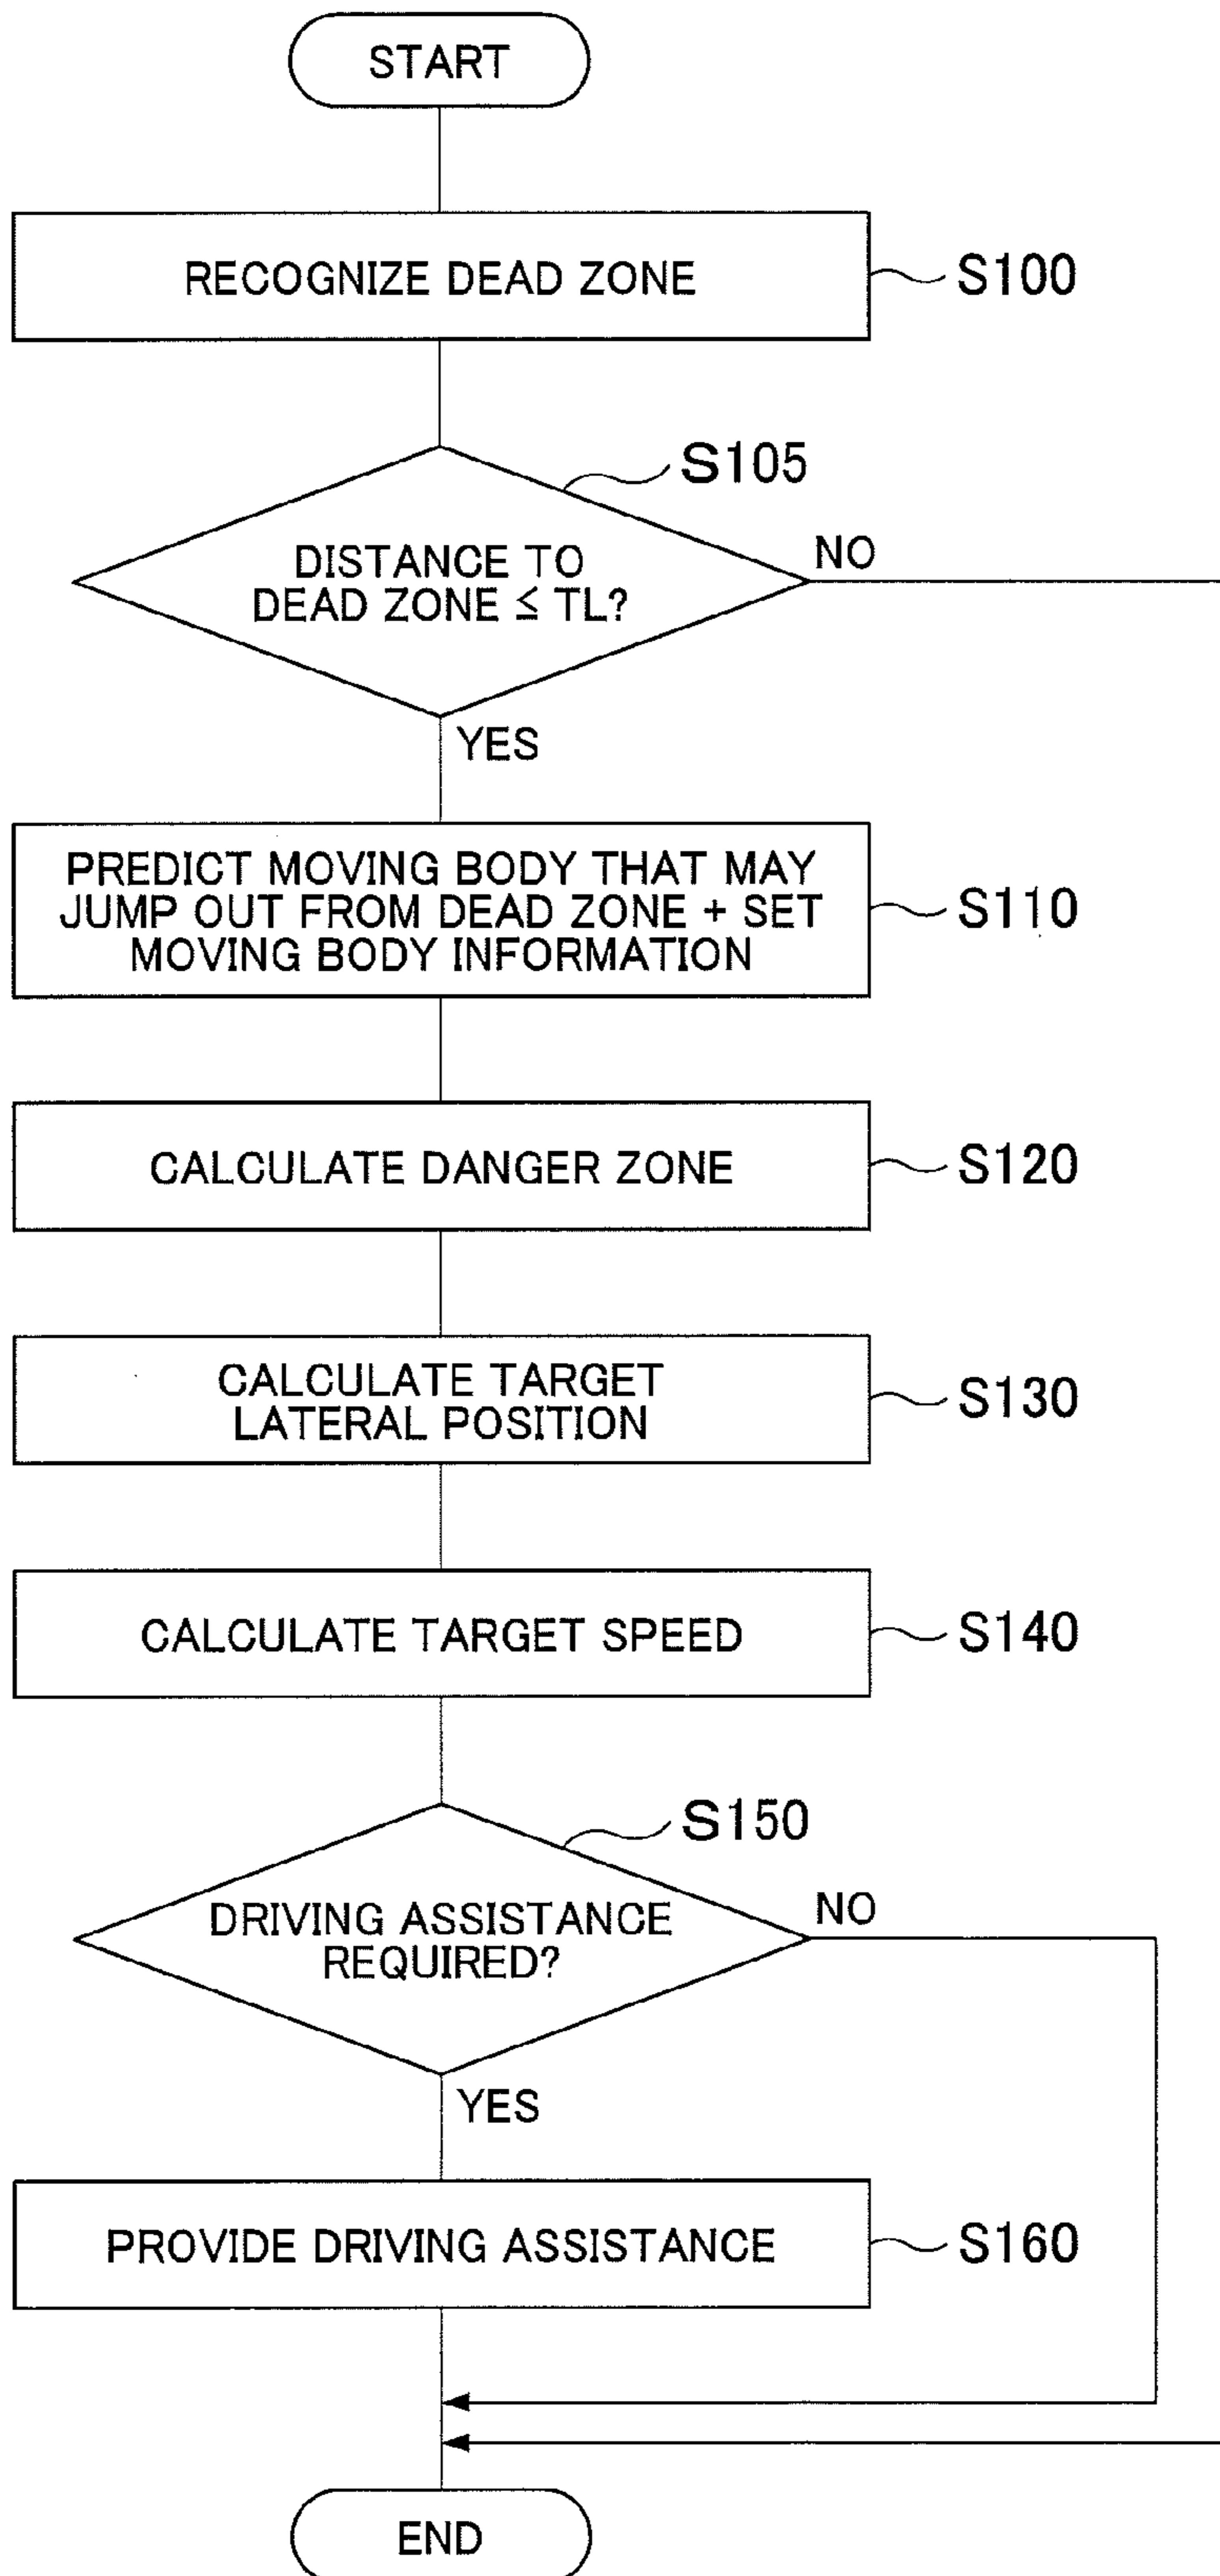 START
RECOGNIZE DEAD ZONE
S100
S105
DISTANCE TO
DEAD ZONE ≦ TL?
NO
YES
PREDICT MOVING BODY THAT MAY
JUMP OUT FROM DEAD ZONE + SET
MOVING BODY INFORMATION
S110
CALCULATE DANGER ZONE
S120
CALCULATE TARGET
LATERAL POSITION
S130
CALCULATE TARGET SPEED
S140
S150
DRIVING ASSISTANCE
REQUIRED?
NO
YES
PROVIDE DRIVING ASSISTANCE
S160
END